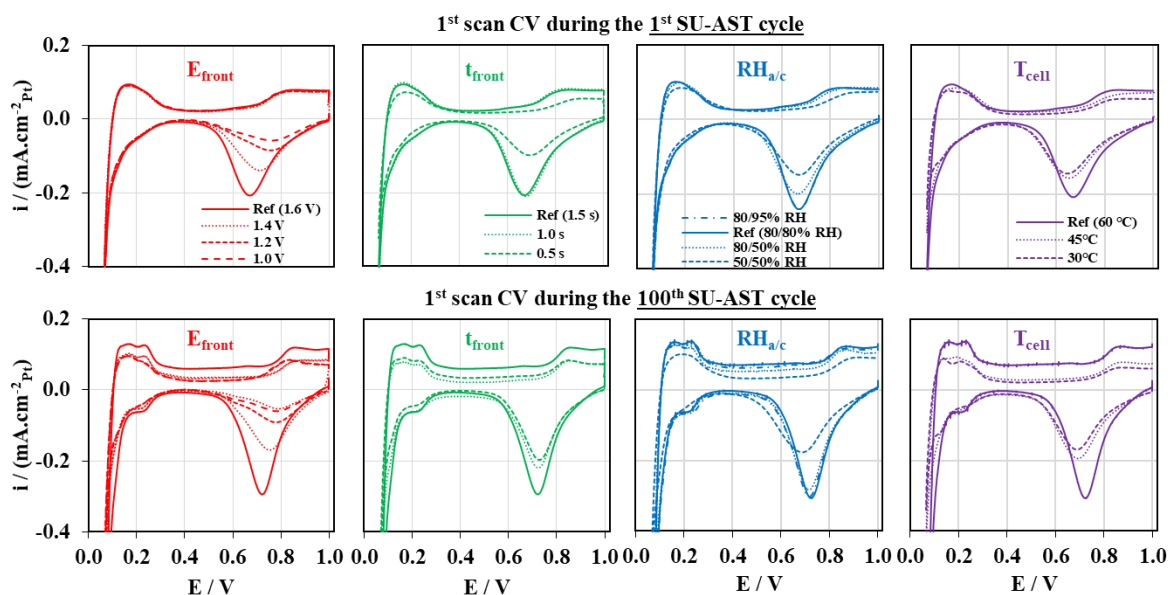 1st scan CV during the 1st SU-AST cycle
0.2
0.0
-0.2
-0.4
i / (mA.cm-2Pt)
Efront
Ref (1.6 V)
1.4 V
1.2 V
1.0 V
tfront
Ref (1.5 s)
1.0 s
0.5 s
RHa/c
80/95% RH
Ref (80/80% RH)
80/50% RH
50/50% RH
Tcell
Ref (60 °C)
45°C
30°C
1st scan CV during the 100th SU-AST cycle
0.2
0.0
-0.2
-0.4
i / (mA.cm-2Pt)
Efront
tfront
RHa/c
Tcell
0.0 0.2 0.4 0.6 0.8 1.0
0.0 0.2 0.4 0.6 0.8 1.0
0.0 0.2 0.4 0.6 0.8 1.0
0.0 0.2 0.4 0.6 0.8 1.0
E / V
E / V
E / V
E / V